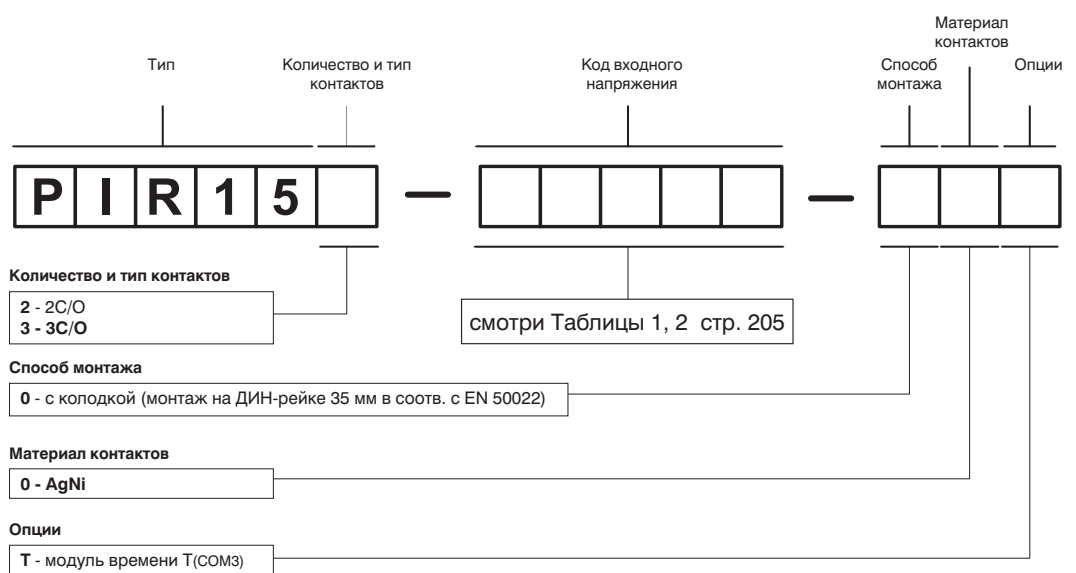 Материал
контактов
Тип
Количество и тип
контактов
Код входного
напряжения
Способ
монтажа
Опции
PIR15 – –
Количество и тип контактов
2 - 2C/O
3 - 3C/O
смотри Таблицы 1, 2 стр. 205
Способ монтажа
0 - с колодкой (монтаж на ДИН-рейке 35 мм в соотв. с EN 50022)
Материал контактов
0 - AgNi
Опции
T - модуль времени T(COM3)